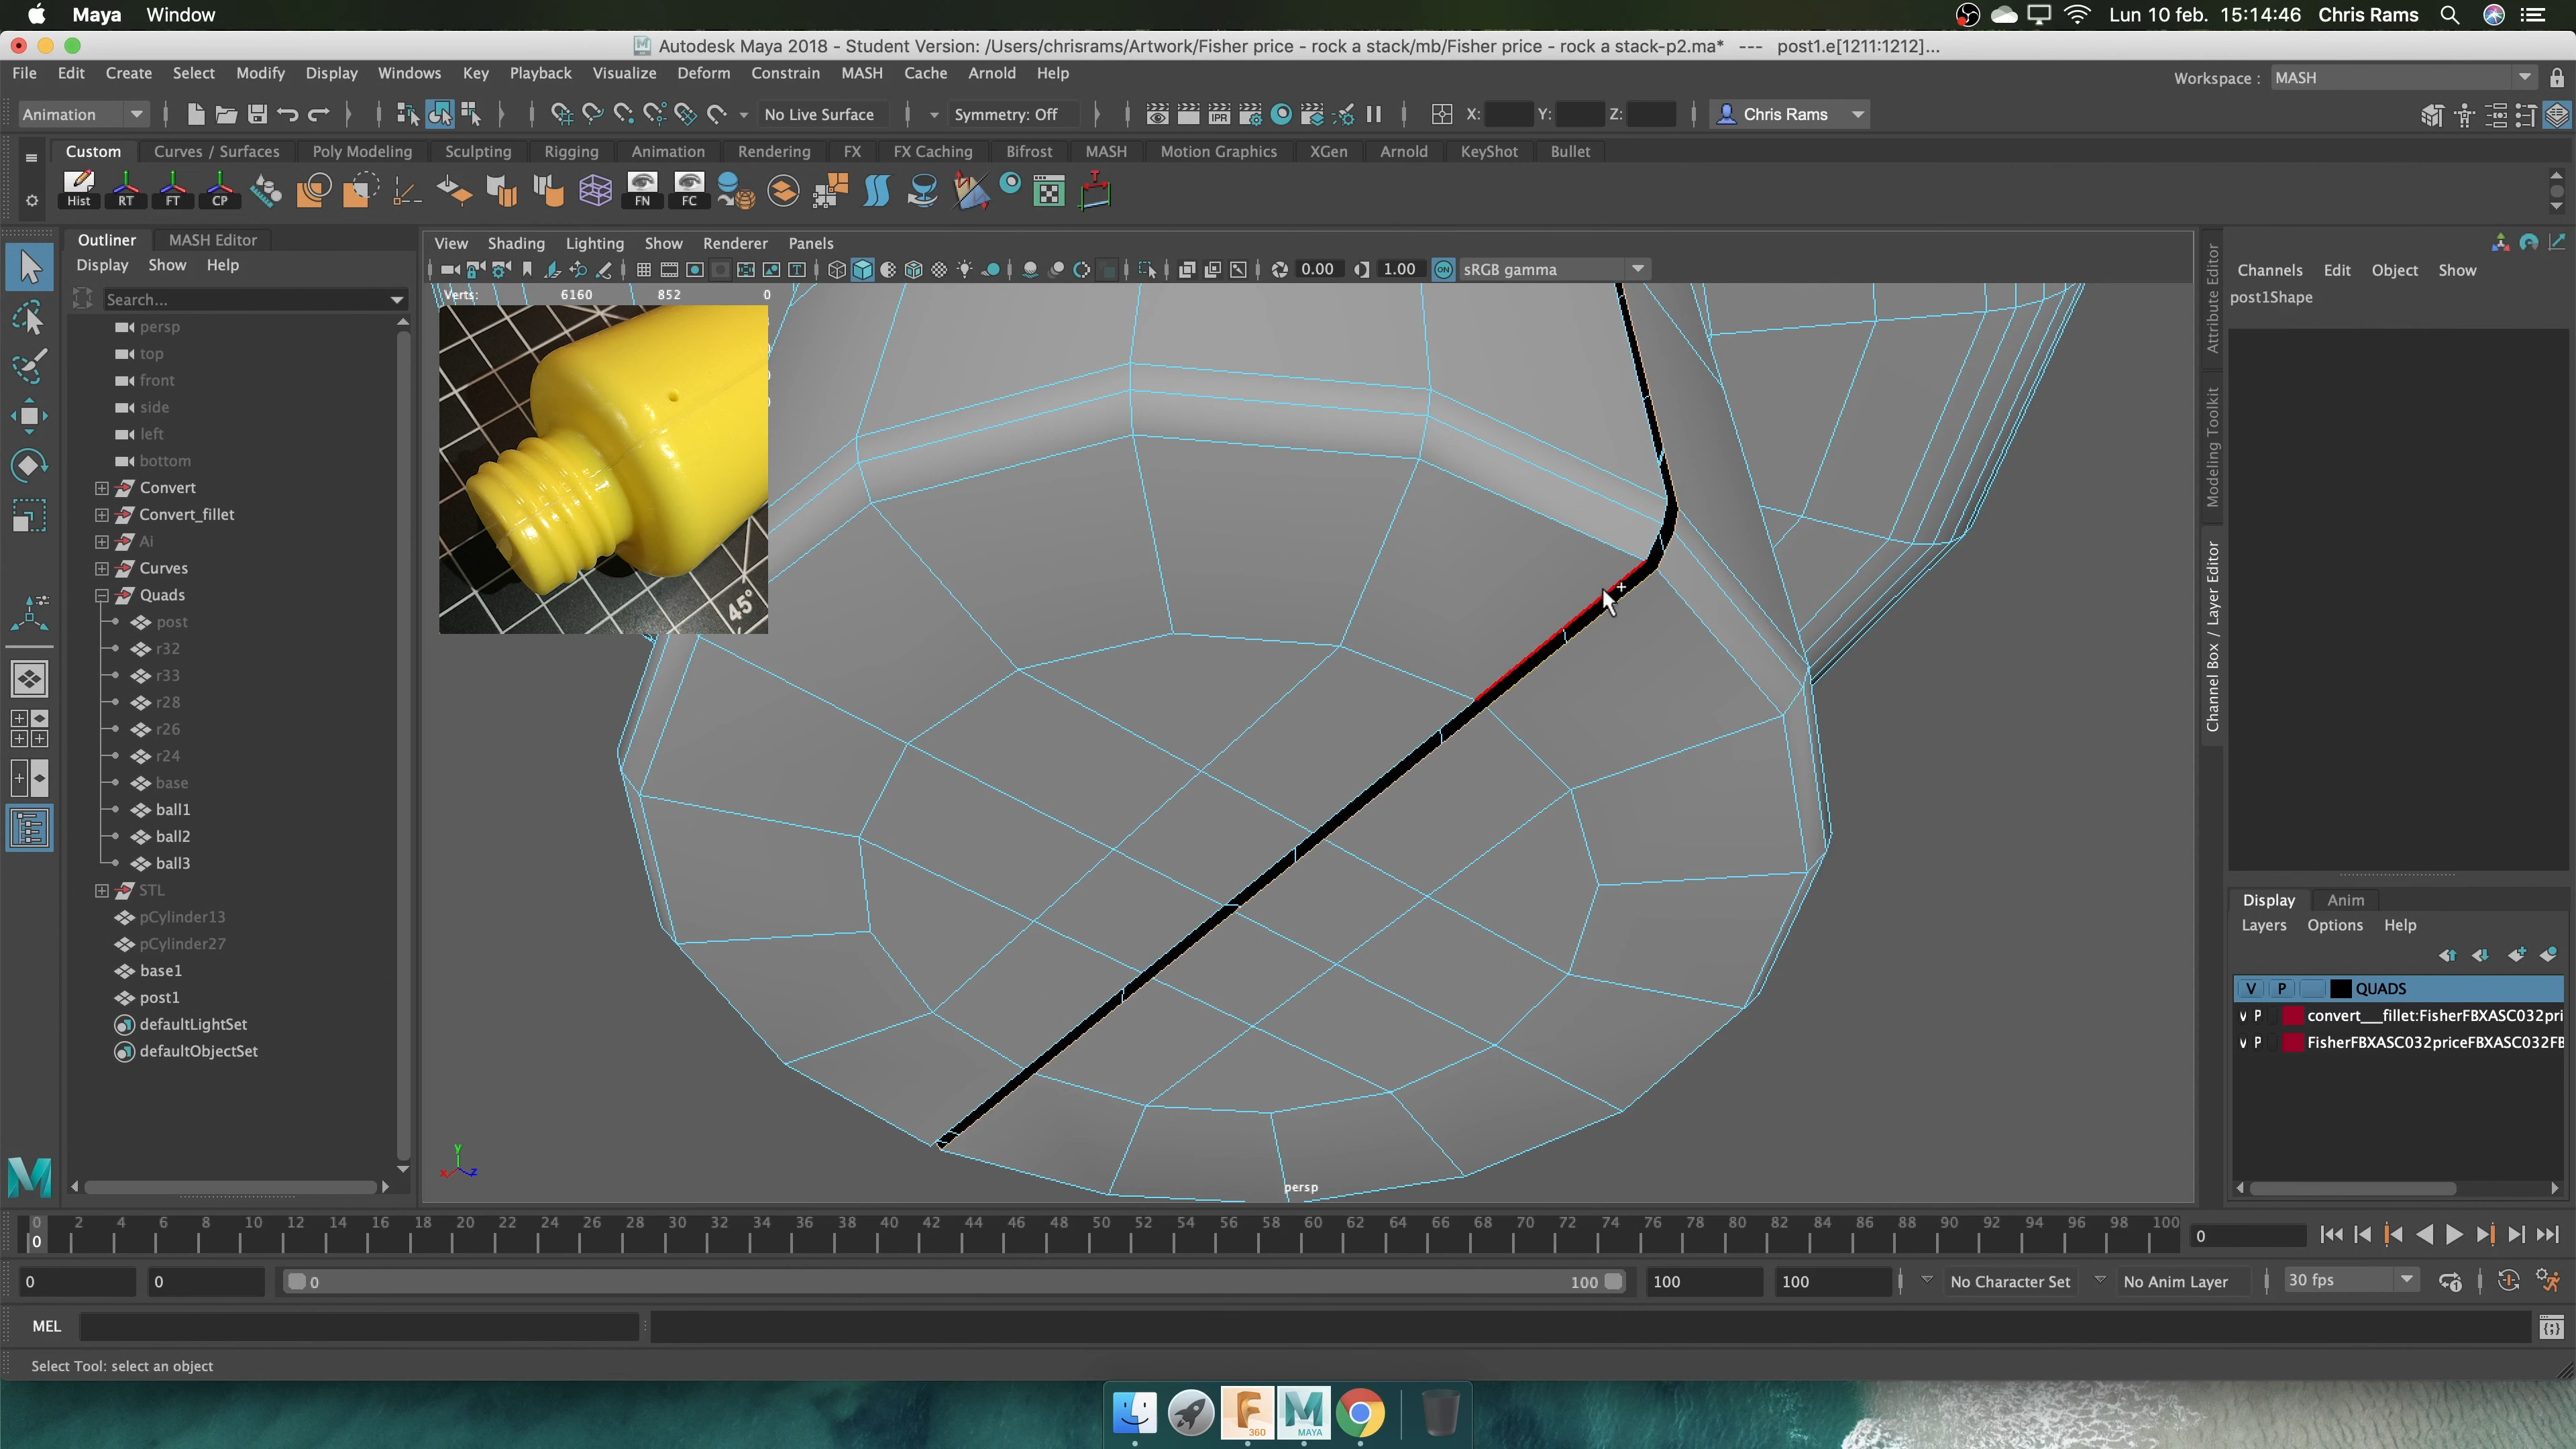 Maya Window
Lun 10 feb. 15:14:46 Chris Rams
Autodesk Maya 2018 - Student Version: /Users/chrisrams/Artwork/Fisher price - rock a stack/mb/Fisher price - rock a stack-p2.ma* --- post1.e[1211:1212]...
File Edit Create Select Modify Display Windows Key Playback Visualize Deform Constrain MASH Cache Arnold Help
Workspace : MASH
Animation
No Live Surface
Symmetry: Off
IPR
X: Y: Z:
Chris Rams
Custom Curves / Surfaces Poly Modeling Sculpting Rigging Animation Rendering FX FX Caching Bifrost MASH Motion Graphics XGen Arnold KeyShot Bullet
Hist RT FT CP FN FC
Outliner MASH Editor
Display Show Help
Search...
persp
top
front
side
left
bottom
Convert
Convert_fillet
Ai
Curves
Quads
post
r32
r33
r28
r26
r24
base
ball1
ball2
ball3
STL
pCylinder13
pCylinder27
base1
post1
defaultLightSet
defaultObjectSet
View Shading Lighting Show Renderer Panels
0.00 1.00 ON sRGB gamma
Verts: 6160 852 0
45°
y
x z
persp
Attribute Editor
Modeling Toolkit
Channel Box / Layer Editor
Channels Edit Object Show
post1Shape
Display Anim
Layers Options Help
V P QUADS
V P convert__fillet:FisherFBXASC032pri
V P FisherFBXASC032priceFBXASC032FB
0 2 4 6 8 10 12 14 16 18 20 22 24 26 28 30 32 34 36 38 40 42 44 46 48 50 52 54 56 58 60 62 64 66 68 70 72 74 76 78 80 82 84 86 88 90 92 94 96 98 100
0
0
0 0 0 100 100 100 No Character Set No Anim Layer 30 fps
MEL
Select Tool: select an object
360
MAYA